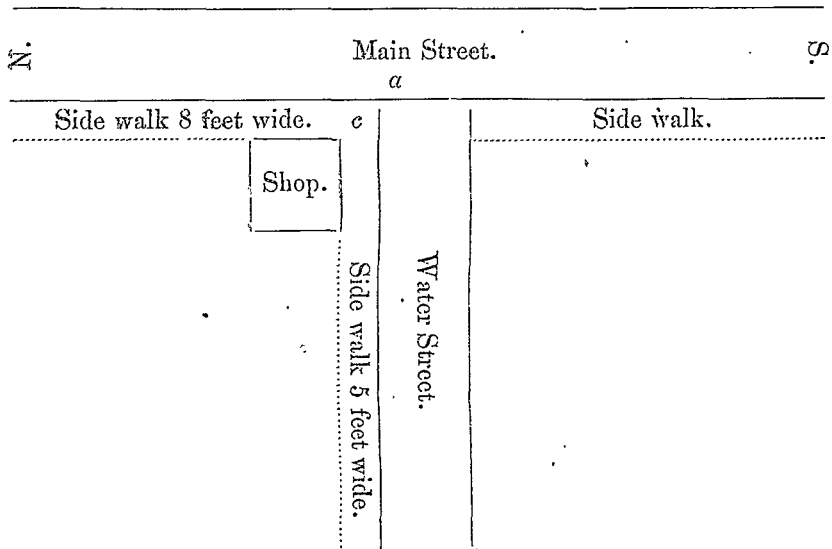 N.
Main Street.
S.
a
Side walk 8 feet wide.
c
Side walk.
Shop.
Side walk 5 feet wide.
Water Street.